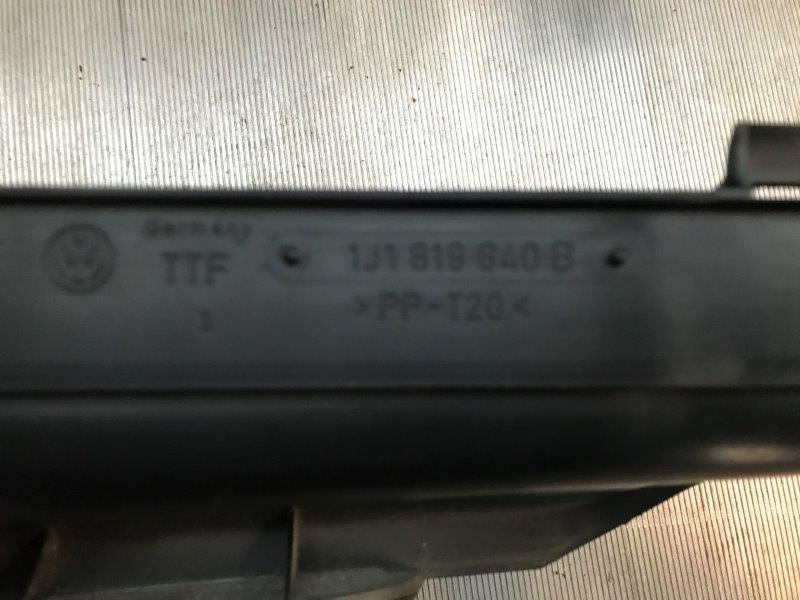 Germany
TTF
1J1 819 640 B
>PP-T20<